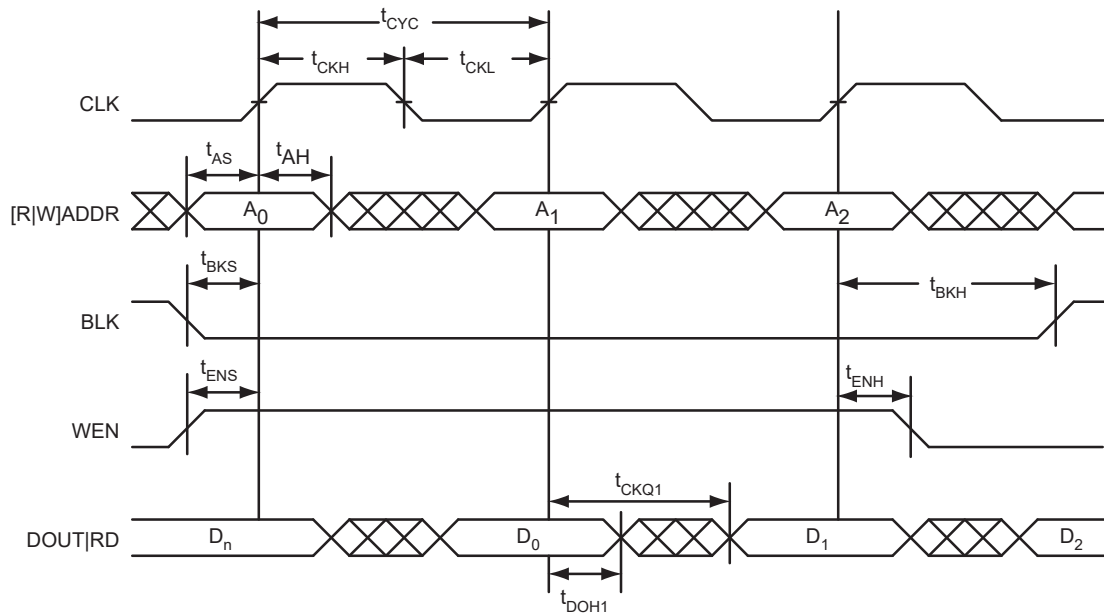 tCYC
tCKH tCKL
CLK
tAS tAH
[R|W]ADDR A0 A1 A2
tBKS
tBKH
BLK
tENS
tENH
WEN
tCKQ1
DOUT|RD Dn D0 D1 D2
tDOH1